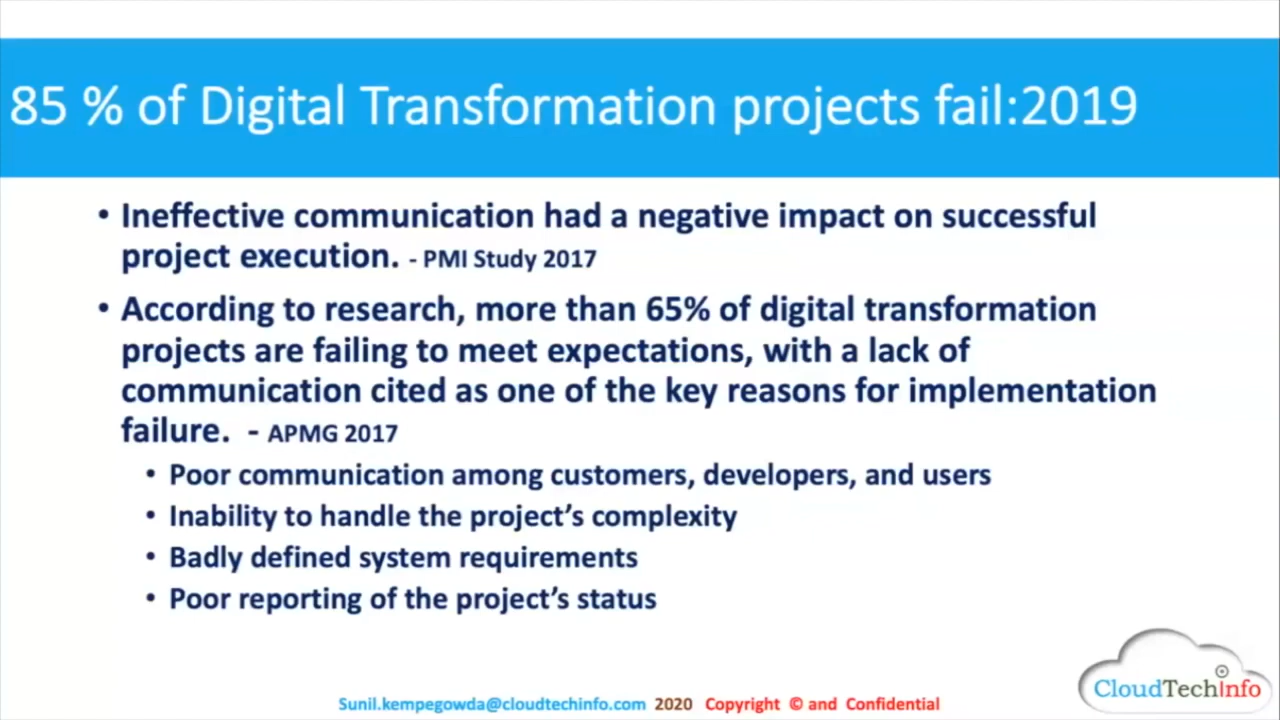 85 % of Digital Transformation projects fail:2019
• Ineffective communication had a negative impact on successful
project execution. - PMI Study 2017
• According to research, more than 65% of digital transformation
projects are failing to meet expectations, with a lack of
communication cited as one of the key reasons for implementation
failure. - APMG 2017
• Poor communication among customers, developers, and users
• Inability to handle the project's complexity
• Badly defined system requirements
• Poor reporting of the project's status
CloudTechInfo
Sunil.kempegowda@cloudtechinfo.com 2020 Copyright © and Confidential